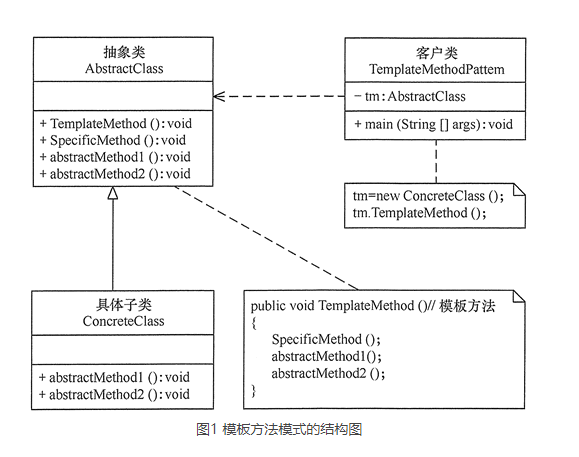 抽象类
AbstractClass
+ TemplateMethod ():void
+ SpecificMethod ():void
+ abstractMethod1 ():void
+ abstractMethod2 ():void
客户类
TemplateMethodPattem
− tm:AbstractClass
+ main (String [] args):void
tm=new ConcreteClass ();
tm.TemplateMethod ();
具体子类
ConcreteClass
+ abstractMethod1 ():void
+ abstractMethod2 ():void
public void TemplateMethod ()// 模板方法
{
SpecificMethod ();
abstractMethod1();
abstractMethod2 ();
}
图1 模板方法模式的结构图